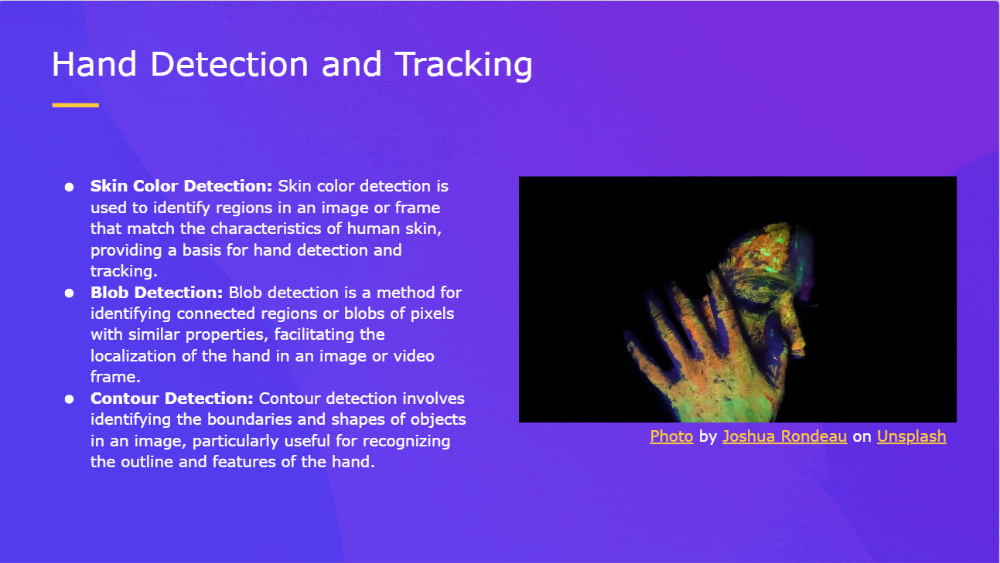 Hand Detection and Tracking
● Skin Color Detection: Skin color detection is
used to identify regions in an image or frame
that match the characteristics of human skin,
providing a basis for hand detection and
tracking.
● Blob Detection: Blob detection is a method for
identifying connected regions or blobs of pixels
with similar properties, facilitating the
localization of the hand in an image or video
frame.
● Contour Detection: Contour detection involves
identifying the boundaries and shapes of objects
in an image, particularly useful for recognizing
the outline and features of the hand.
Photo by Joshua Rondeau on Unsplash